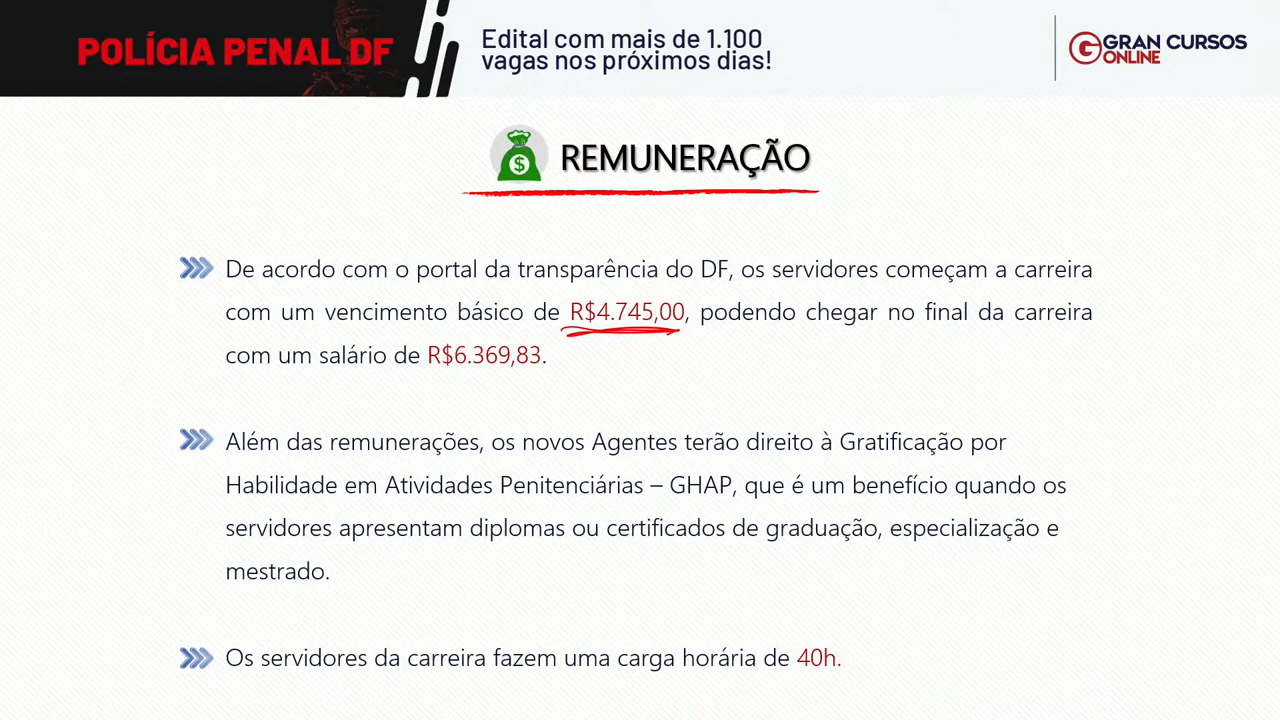 POLÍCIA PENAL DF
Edital com mais de 1.100
vagas nos próximos dias!
GRAN CURSOS
ONLINE
REMUNERAÇÃO
De acordo com o portal da transparência do DF, os servidores começam a carreira
com um vencimento básico de R$4.745,00, podendo chegar no final da carreira
com um salário de R$6.369,83.
Além das remunerações, os novos Agentes terão direito à Gratificação por
Habilidade em Atividades Penitenciárias – GHAP, que é um benefício quando os
servidores apresentam diplomas ou certificados de graduação, especialização e
mestrado.
Os servidores da carreira fazem uma carga horária de 40h.